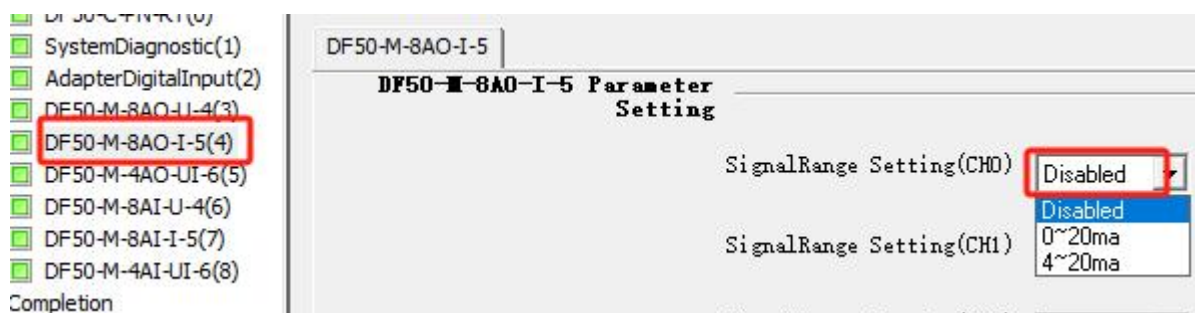 SystemDiagnostic(1)
AdapterDigitalInput(2)
DF50-M-8AO-U-4(3)
DF50-M-8AO-I-5(4)
DF50-M-4AO-UI-6(5)
DF50-M-8AI-U-4(6)
DF50-M-8AI-I-5(7)
DF50-M-4AI-UI-6(8)
Completion
DF50-M-8AO-I-5
DF50-M-8AO-I-5 Parameter
Setting
SignalRange Setting(CH0)
Disabled
Disabled
0~20ma
4~20ma
SignalRange Setting(CH1)